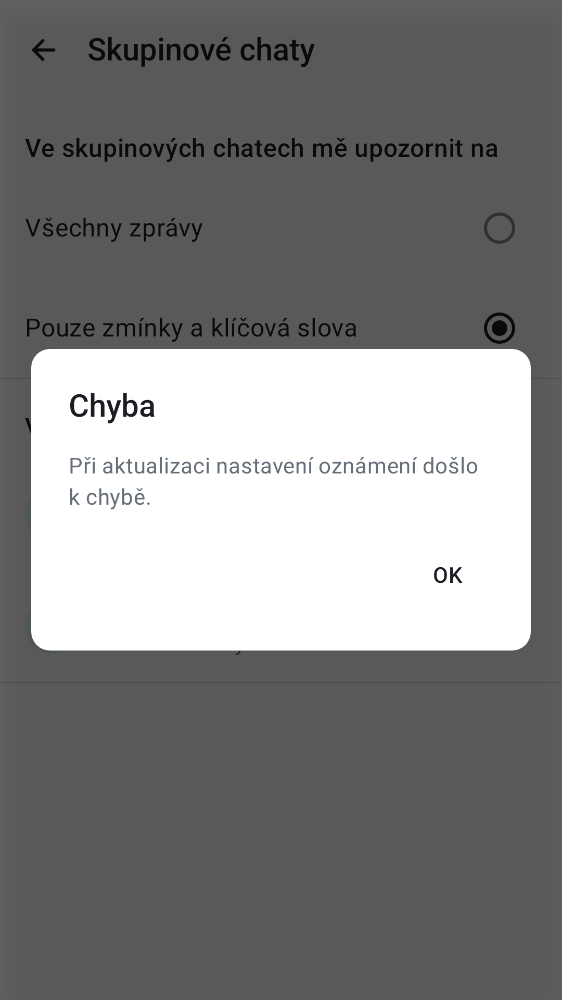 Skupinové chaty
Ve skupinových chatech mě upozornit na
Všechny zprávy
Pouze zmínky a klíčová slova
Chyba
Při aktualizaci nastavení oznámení došlo
k chybě.
OK